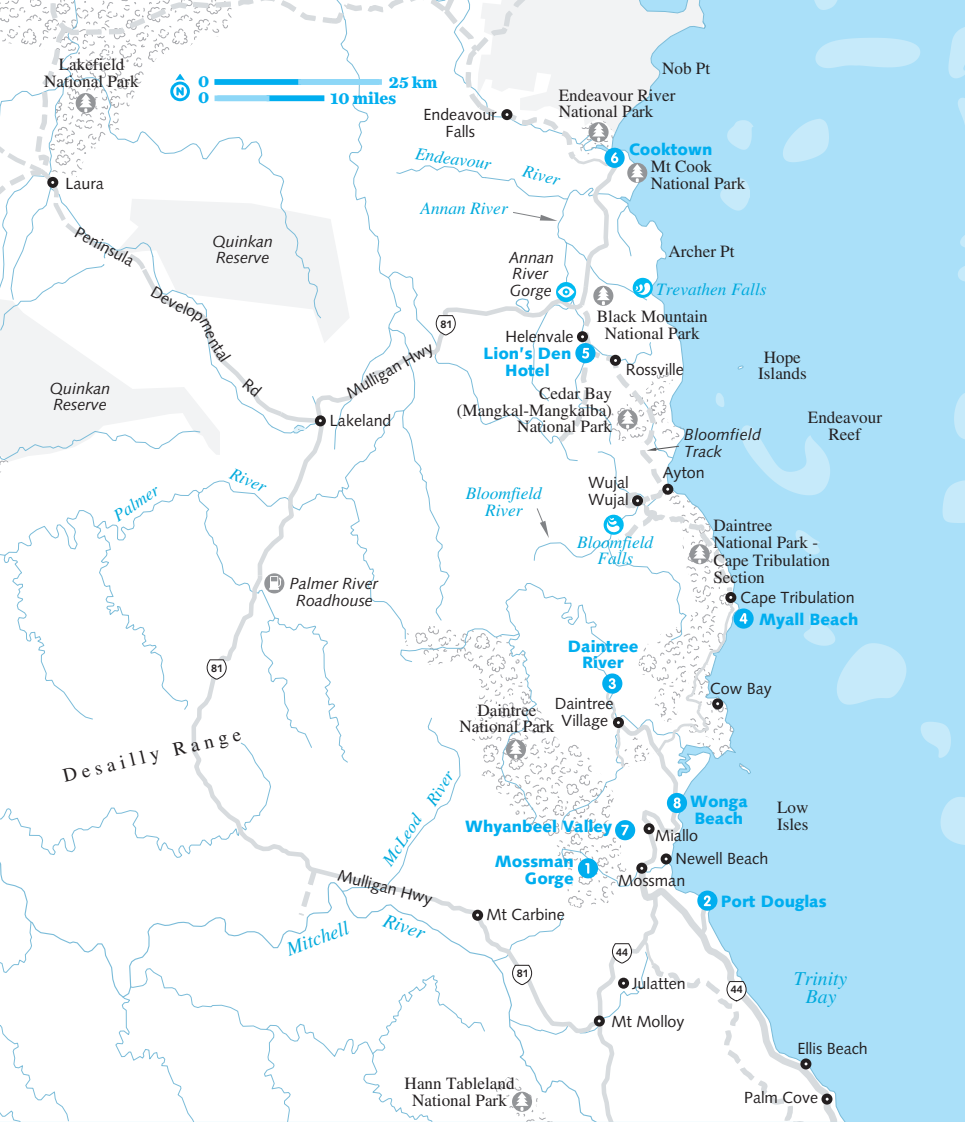 Nob Pt
Lakefield
National Park
N
0
25 km
0
10 miles
Endeavour River
National Park
Endeavour
Falls
6
Cooktown
Endeavour
River
Mt Cook
National Park
Laura
Annan River
Peninsula
Developmental
Rd
Quinkan
Reserve
Annan
River
Gorge
Archer Pt
Trevathen Falls
81
Black Mountain
National Park
Helenvale
Lion's Den
Hotel
5
Rossville
Mulligan Hwy
Hope
Islands
Quinkan
Reserve
Cedar Bay
(Mangkal-Mangkalba)
National Park
Lakeland
Endeavour
Reef
Bloomfield
Track
Ayton
Palmer
River
Wujal
Wujal
Bloomfield
River
Bloomfield
Falls
Daintree
National Park -
Cape Tribulation
Section
Palmer River
Roadhouse
Cape Tribulation
4
Myall Beach
Daintree
River
3
81
Cow Bay
Daintree
Village
Daintree
National Park
Desailly Range
McLeod
River
8
Wonga
Beach
Low
Isles
Whyanbeel Valley
7
Miallo
Newell Beach
Mossman
Gorge
1
Mossman
Mulligan Hwy
2
Port Douglas
Mt Carbine
Mitchell
River
44
81
Julatten
44
Trinity
Bay
Mt Molloy
Ellis Beach
Hann Tableland
National Park
Palm Cove